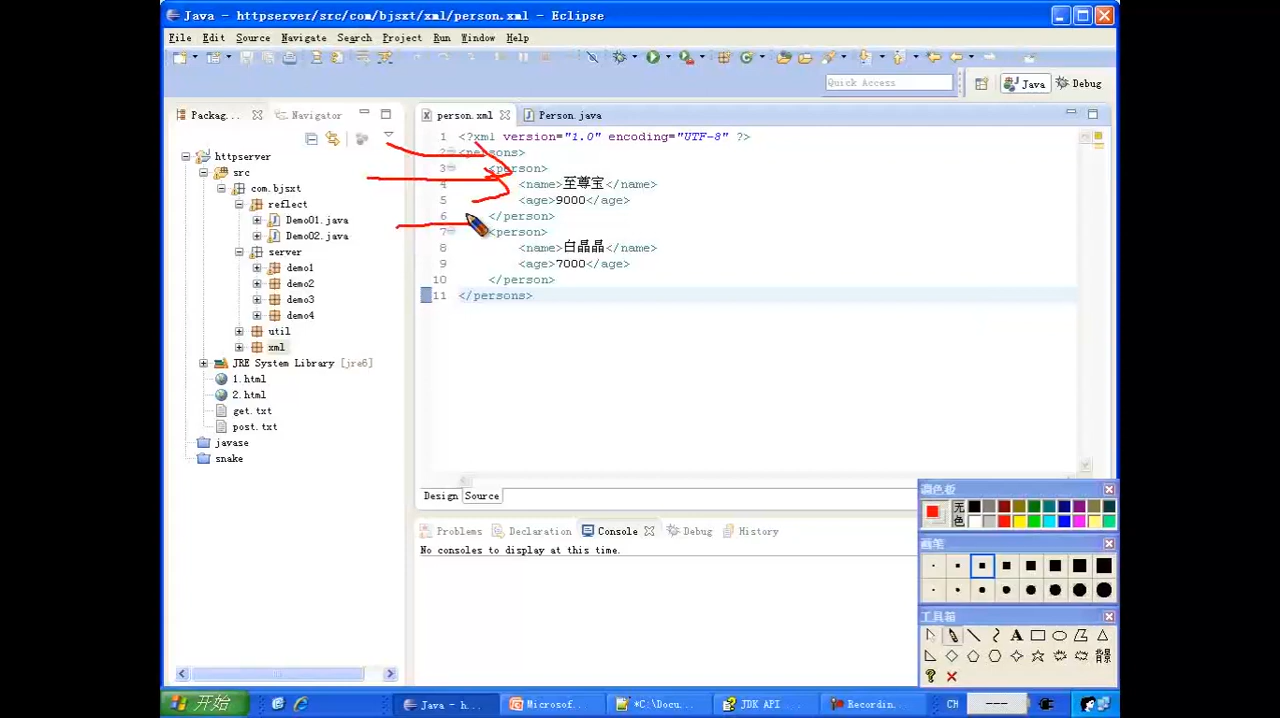 Java - httpserver/src/com/bjsxt/xml/person.xml - Eclipse
File Edit Source Navigate Search Project Run Window Help
Quick Access
Java
Debug
Packag...
Navigator
person.xml
Person.java
httpserver
src
com.bjsxt
reflect
Demo01.java
Demo02.java
server
demo1
demo2
demo3
demo4
util
xml
JRE System Library [jre6]
1.html
2.html
get.txt
post.txt
javase
snake
1 <?xml version="1.0" encoding="UTF-8" ?>
2 <persons>
3 <person>
4 <name>至尊宝</name>
5 <age>9000</age>
6 </person>
7 <person>
8 <name>白晶晶</name>
9 <age>7000</age>
10 </person>
11 </persons>
Design Source
Problems Declaration Console Debug History
No consoles to display at this time.
调色板
无色
画笔
工具箱
A
背景
开始
Java - h...
Microsof...
*C:\Docu...
JDK API ...
Recordin...
CH